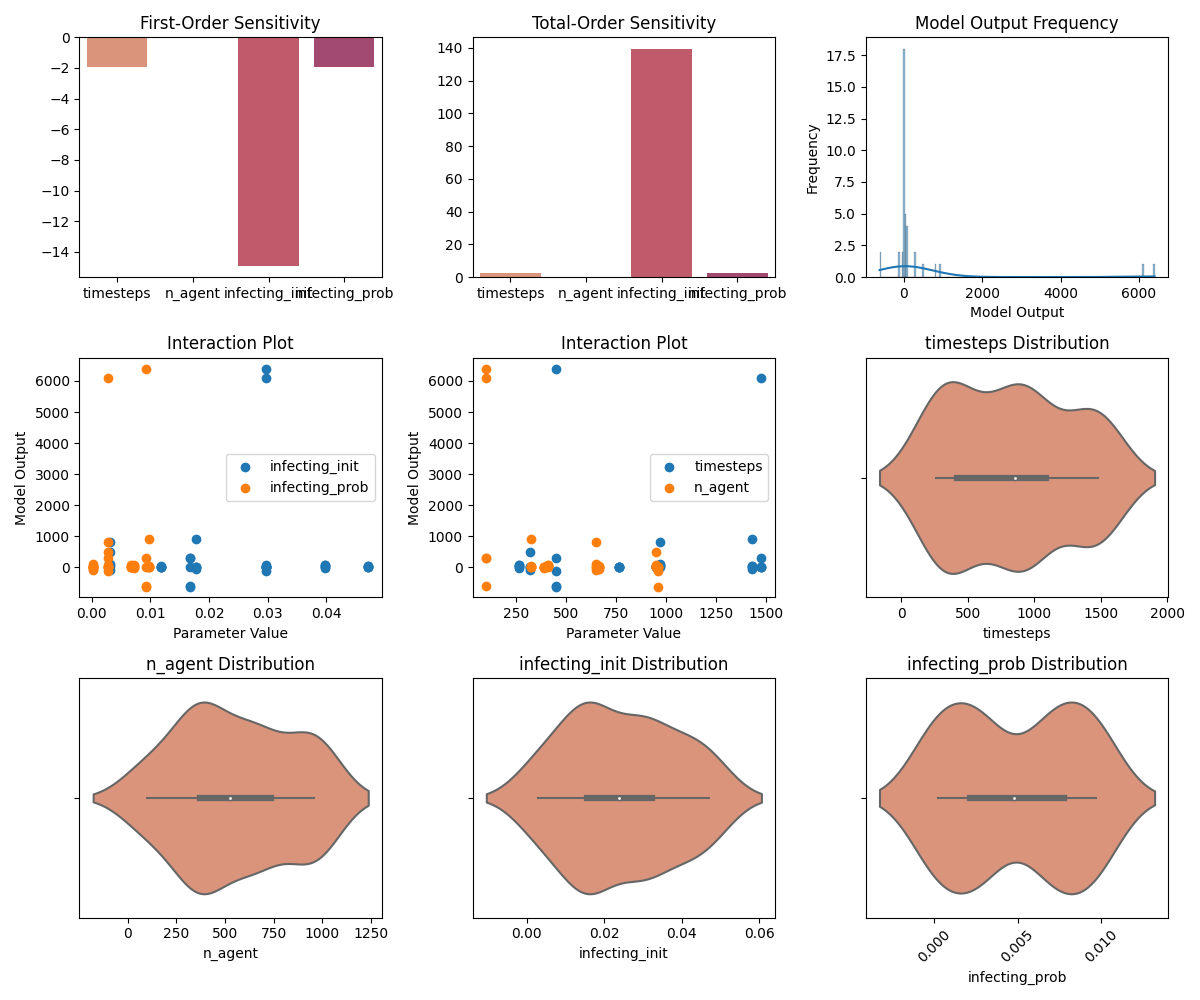 First-Order Sensitivity
0
−2
−4
−6
−8
−10
−12
−14
timesteps n_agent infecting_init infecting_prob
Total-Order Sensitivity
140
120
100
80
60
40
20
0
timesteps n_agent infecting_init infecting_prob
Model Output Frequency
Frequency
17.5
15.0
12.5
10.0
7.5
5.0
2.5
0.0
0 2000 4000 6000
Model Output
Interaction Plot
Model Output
6000
5000
4000
3000
2000
1000
0
infecting_init
infecting_prob
0.00 0.01 0.02 0.03 0.04
Parameter Value
Interaction Plot
Model Output
6000
5000
4000
3000
2000
1000
0
timesteps
n_agent
250 500 750 1000 1250 1500
Parameter Value
timesteps Distribution
0 500 1000 1500 2000
timesteps
n_agent Distribution
0 250 500 750 1000 1250
n_agent
infecting_init Distribution
0.00 0.02 0.04 0.06
infecting_init
infecting_prob Distribution
0.000 0.005 0.010
infecting_prob